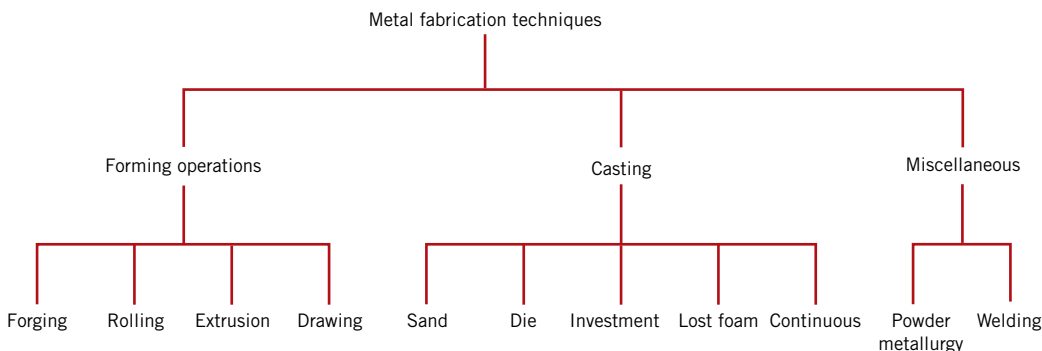 Metal fabrication techniques
Forming operations
Casting
Miscellaneous
Forging
Rolling
Extrusion
Drawing
Sand
Die
Investment
Lost foam
Continuous
Powder
metallurgy
Welding